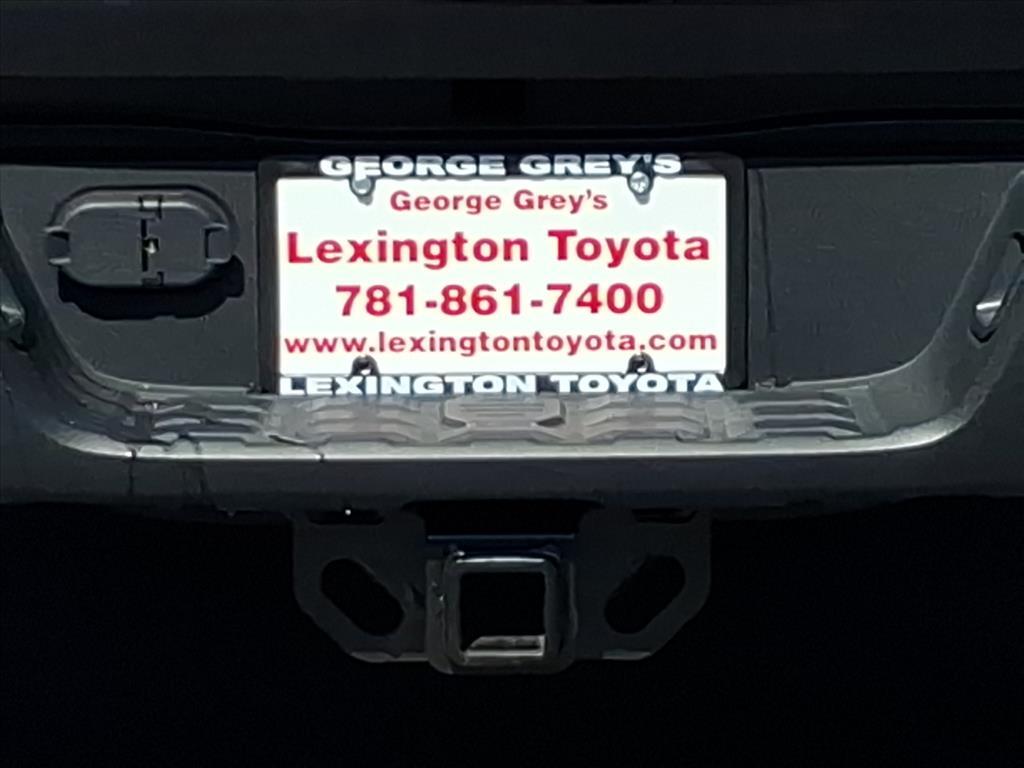 GEORGE GREY'S
George Grey's
Lexington Toyota
781-861-7400
www.lexingtontoyota.com
LEXINGTON TOYOTA